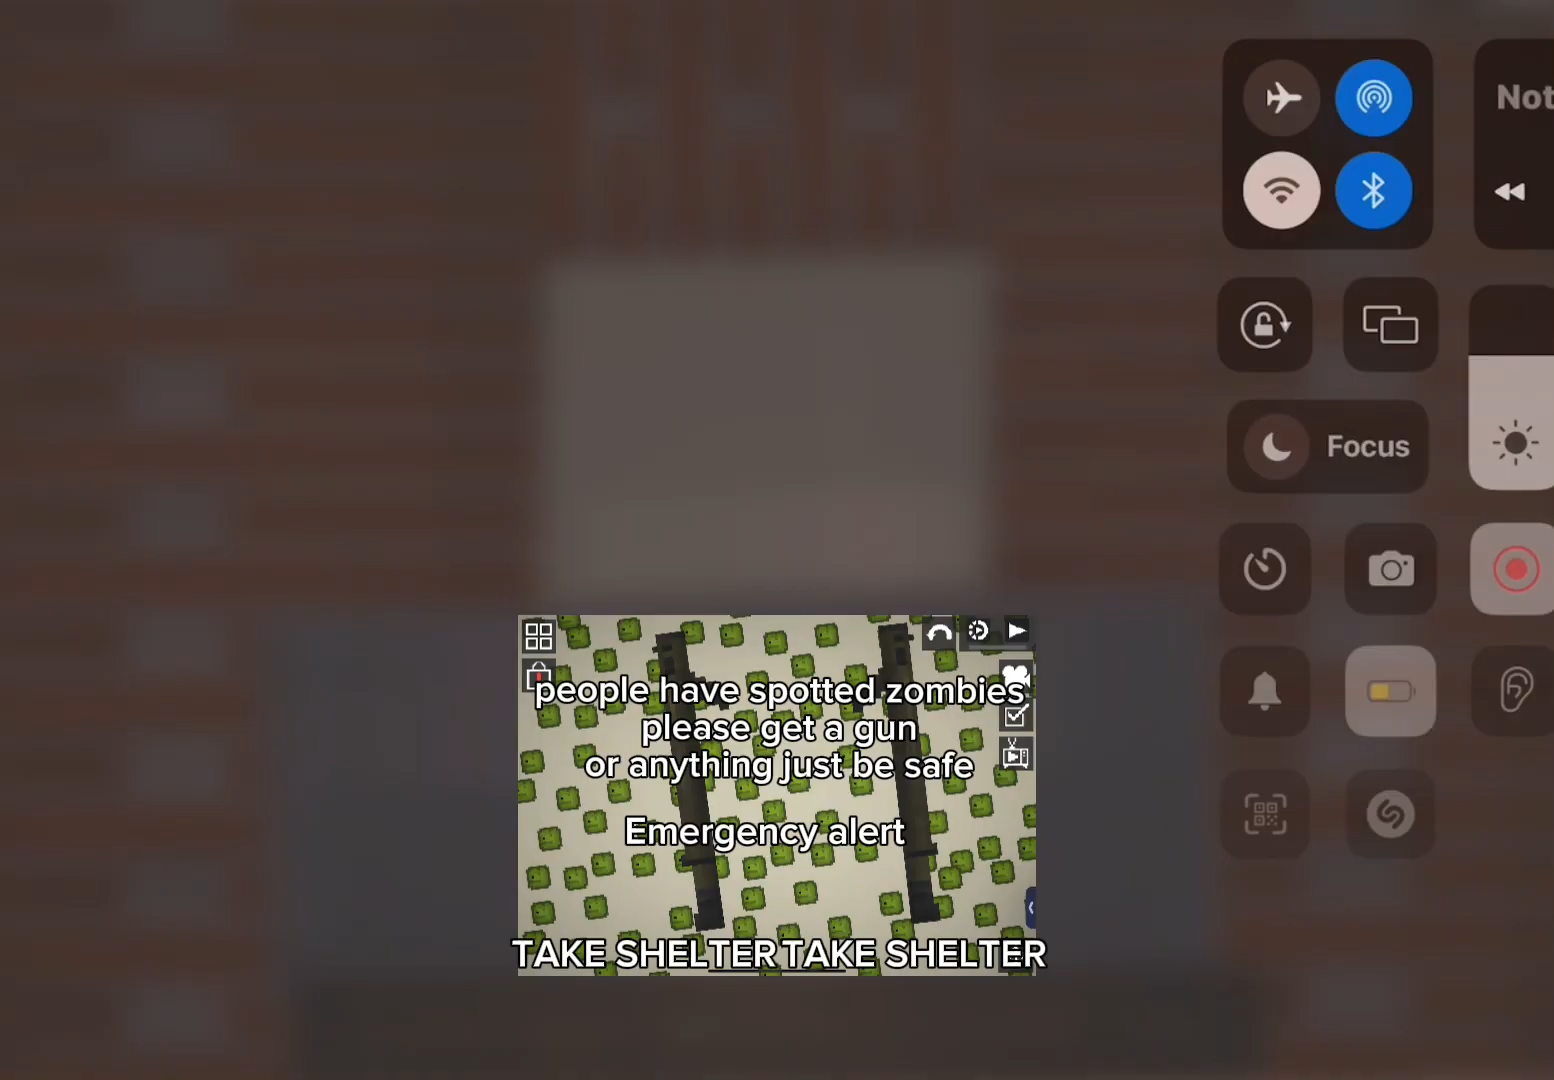 Not
Focus
people have spotted zombies
please get a gun
or anything just be safe
Emergency alert
TAKE SHELTER TAKE SHELTER